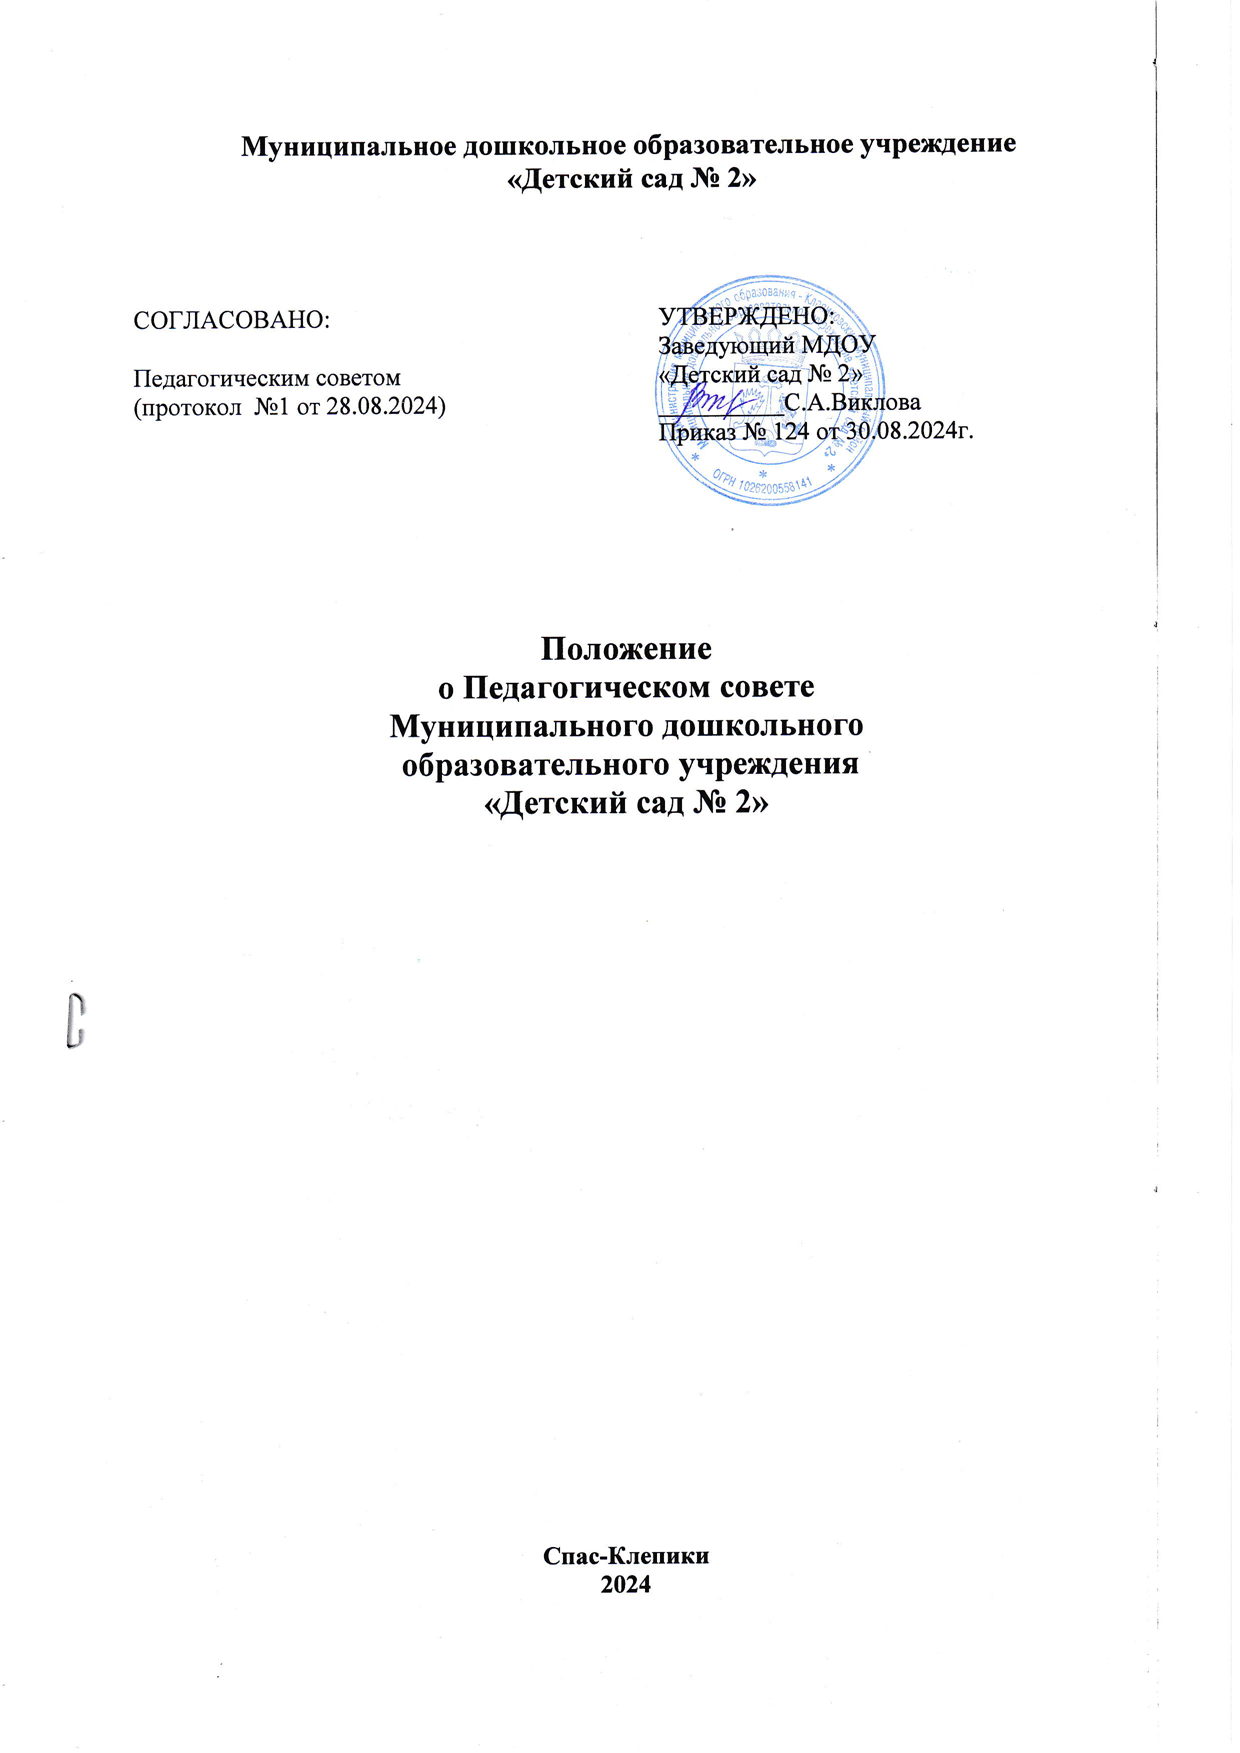 Муниципальное дошкольное образовательное учреждение
«Детский сад № 2»
СОГЛАСОВАНО:
Педагогическим советом
(протокол №1 от 28.08.2024)
УТВЕРЖДЕНО:
Заведующий МДОУ
«Детский сад № 2»
__________С.А.Виклова
Приказ № 124 от 30.08.2024г.
ОГРН 1026200558141
Положение
о Педагогическом совете
Муниципального дошкольного
образовательного учреждения
«Детский сад № 2»
Спас-Клепики
2024